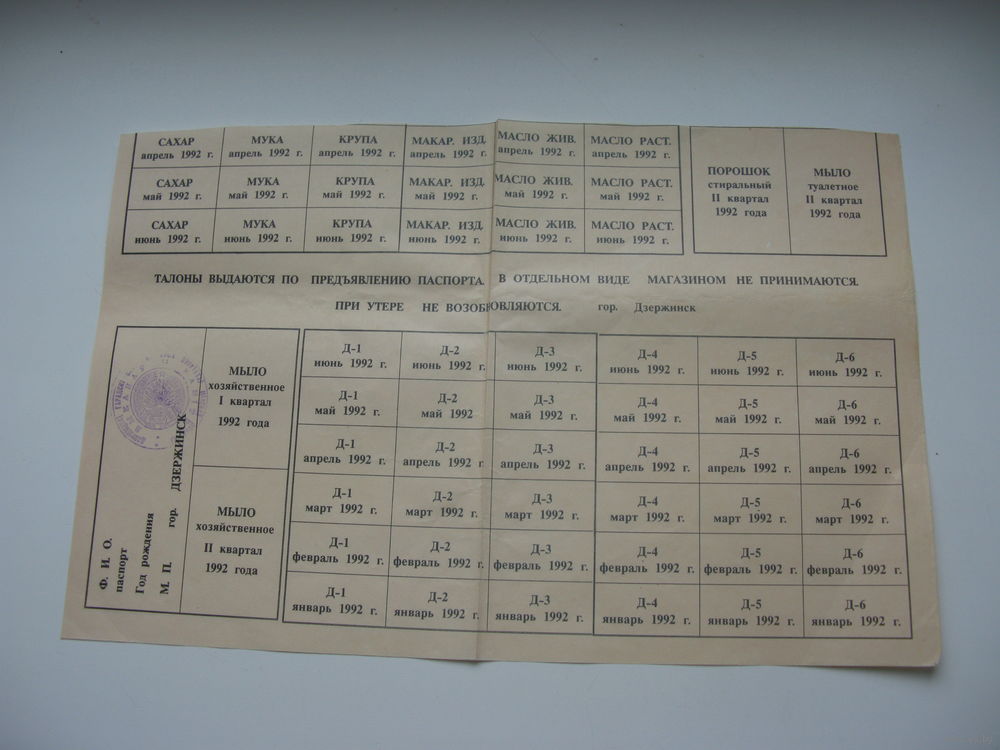 САХАР МУКА КРУПА МАКАР. ИЗД. МАСЛО ЖИВ. МАСЛО РАСТ.
апрель 1992 г. апрель 1992 г. апрель 1992 г. апрель 1992 г. апрель 1992 г. апрель 1992 г.
САХАР МУКА КРУПА МАКАР. ИЗД. МАСЛО ЖИВ. МАСЛО РАСТ.
май 1992 г. май 1992 г. май 1992 г. май 1992 г. май 1992 г. май 1992 г.
САХАР МУКА КРУПА МАКАР. ИЗД. МАСЛО ЖИВ. МАСЛО РАСТ.
июнь 1992 г. июнь 1992 г. июнь 1992 г. июнь 1992 г. июнь 1992 г. июнь 1992 г.
ПОРОШОК
стиральный
II квартал
1992 года
МЫЛО
туалетное
II квартал
1992 года
ТАЛОНЫ ВЫДАЮТСЯ ПО ПРЕДЪЯВЛЕНИЮ ПАСПОРТА. В ОТДЕЛЬНОМ ВИДЕ МАГАЗИНОМ НЕ ПРИНИМАЮТСЯ.
ПРИ УТЕРЕ НЕ ВОЗОБНОВЛЯЮТСЯ. гор. Дзержинск
Ф. И. О.
паспорт
Год рождения
М. П. гор. ДЗЕРЖИНСК
МЫЛО
хозяйственное
I квартал
1992 года
МЫЛО
хозяйственное
II квартал
1992 года
Д-1 Д-2 Д-3 Д-4 Д-5 Д-6
июнь 1992 г. июнь 1992 г. июнь 1992 г. июнь 1992 г. июнь 1992 г. июнь 1992 г.
Д-1 Д-2 Д-3 Д-4 Д-5 Д-6
май 1992 г. май 1992 май 1992 г. май 1992 г. май 1992 г. май 1992 г.
Д-1 Д-2 Д-3 Д-4 Д-5 Д-6
апрель 1992 г. апрель 1992 г. апрель 1992 г. апрель 1992 г. апрель 1992 г. апрель 1992 г.
Д-1 Д-2 Д-3 Д-4 Д-5 Д-6
март 1992 г. март 1992 г. март 1992 г. март 1992 г. март 1992 г. март 1992 г.
Д-1 Д-2 Д-3 Д-4 Д-5 Д-6
февраль 1992 г. февраль 1992 г. февраль 1992 г. февраль 1992 г. февраль 1992 г. февраль 1992 г.
Д-1 Д-2 Д-3 Д-4 Д-5 Д-6
январь 1992 г. январь 1992 г. январь 1992 г. январь 1992 г. январь 1992 г. январь 1992 г.